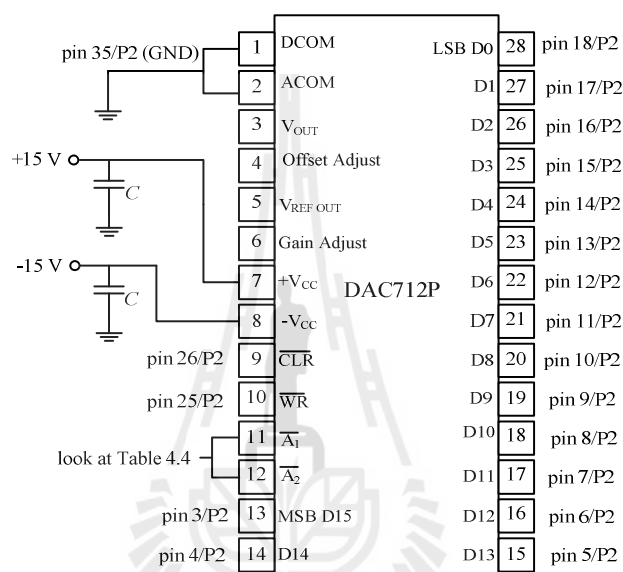 pin 35/P2 (GND) 1 DCOM LSB D0 28 pin 18/P2
2 ACOM D1 27 pin 17/P2
3 VOUT D2 26 pin 16/P2
+15 V 4 Offset Adjust D3 25 pin 15/P2
C 5 VREF OUT D4 24 pin 14/P2
6 Gain Adjust D5 23 pin 13/P2
-15 V 7 +VCC DAC712P D6 22 pin 12/P2
C 8 -VCC D7 21 pin 11/P2
pin 26/P2 9 CLR D8 20 pin 10/P2
pin 25/P2 10 WR D9 19 pin 9/P2
11 A1 D10 18 pin 8/P2
look at Table 4.4
12 A2 D11 17 pin 7/P2
pin 3/P2 13 MSB D15 D12 16 pin 6/P2
pin 4/P2 14 D14 D13 15 pin 5/P2